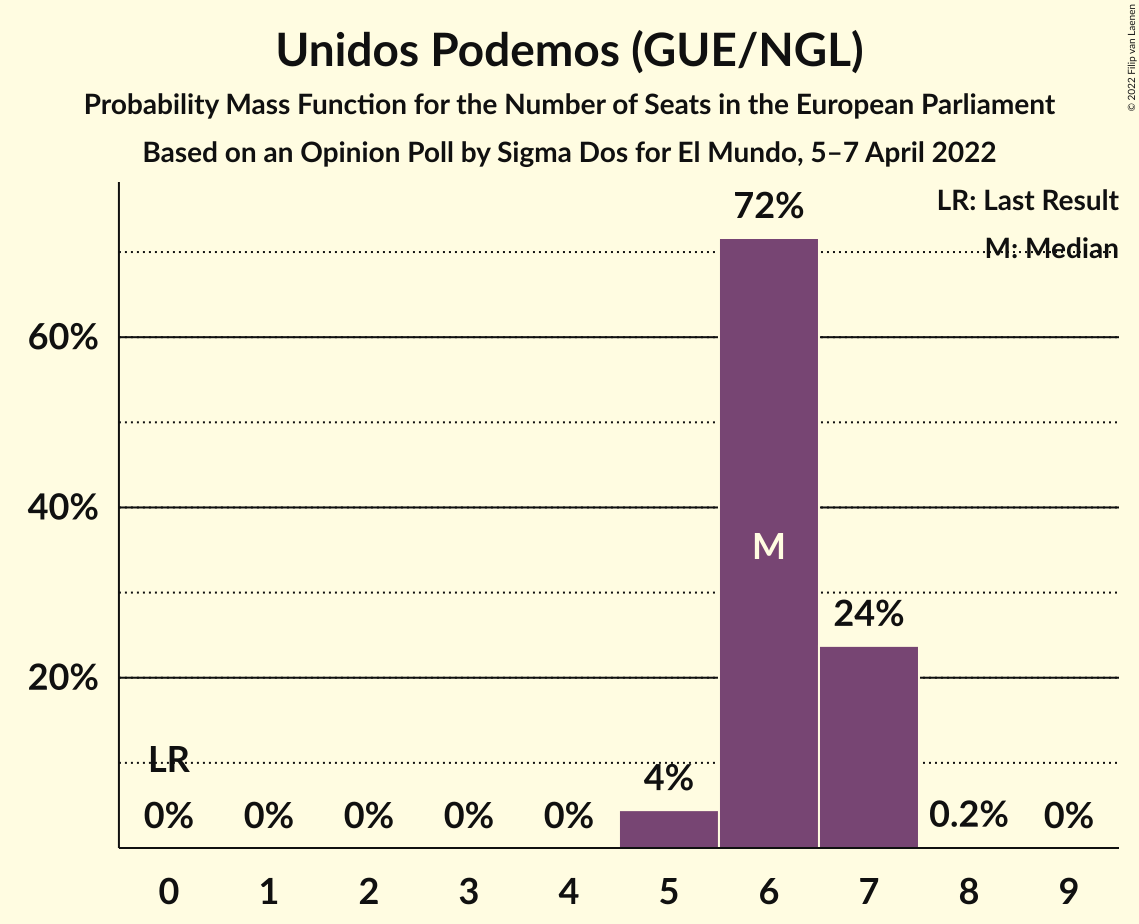 Unidos Podemos (GUE/NGL)
Probability Mass Function for the Number of Seats in the European Parliament
Based on an Opinion Poll by Sigma Dos for El Mundo, 5–7 April 2022
© 2022 Filip van Laenen
LR: Last Result
M: Median
72%
60%
40%
M
24%
20%
LR
4%
0% 0% 0% 0% 0% 0.2% 0%
0 1 2 3 4 5 6 7 8 9